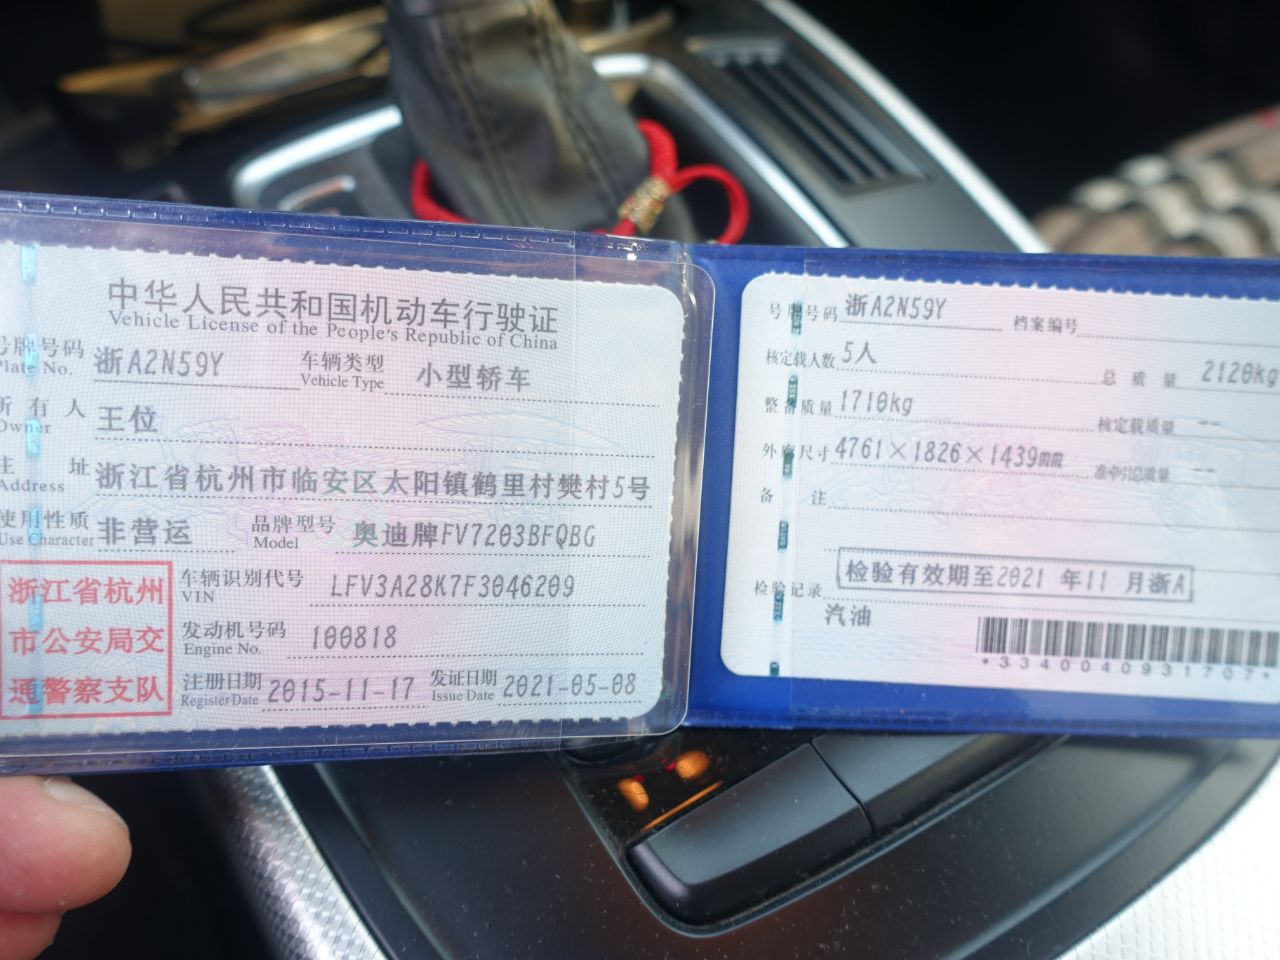 中华人民共和国机动车行驶证
Vehicle License of the People's Republic of China
号牌号码 浙A2N59Y 车辆类型 小型轿车
Plate No. Vehicle Type
所有人 王位
Owner
住址 浙江省杭州市临安区太阳镇鹤里村樊村5号
Address
使用性质 非营运 品牌型号 奥迪牌FV7203BFQBG
Use Character Model
浙江省杭州
市公安局交
通警察支队
车辆识别代号 LFV3A28K7F3046209
VIN
发动机号码 100818
Engine No.
注册日期 2015-11-17 发证日期 2021-05-08
Register Date Issue Date
号牌号码 浙A2N59Y 档案编号
核定载人数 5人 总质量 2120kg
整备质量 1710kg 核定载质量 --
外廓尺寸 4761×1826×1439mm 准牵引总质量 --
备注
检验记录 检验有效期至2021 年11 月浙A
汽油
*3340040931707*